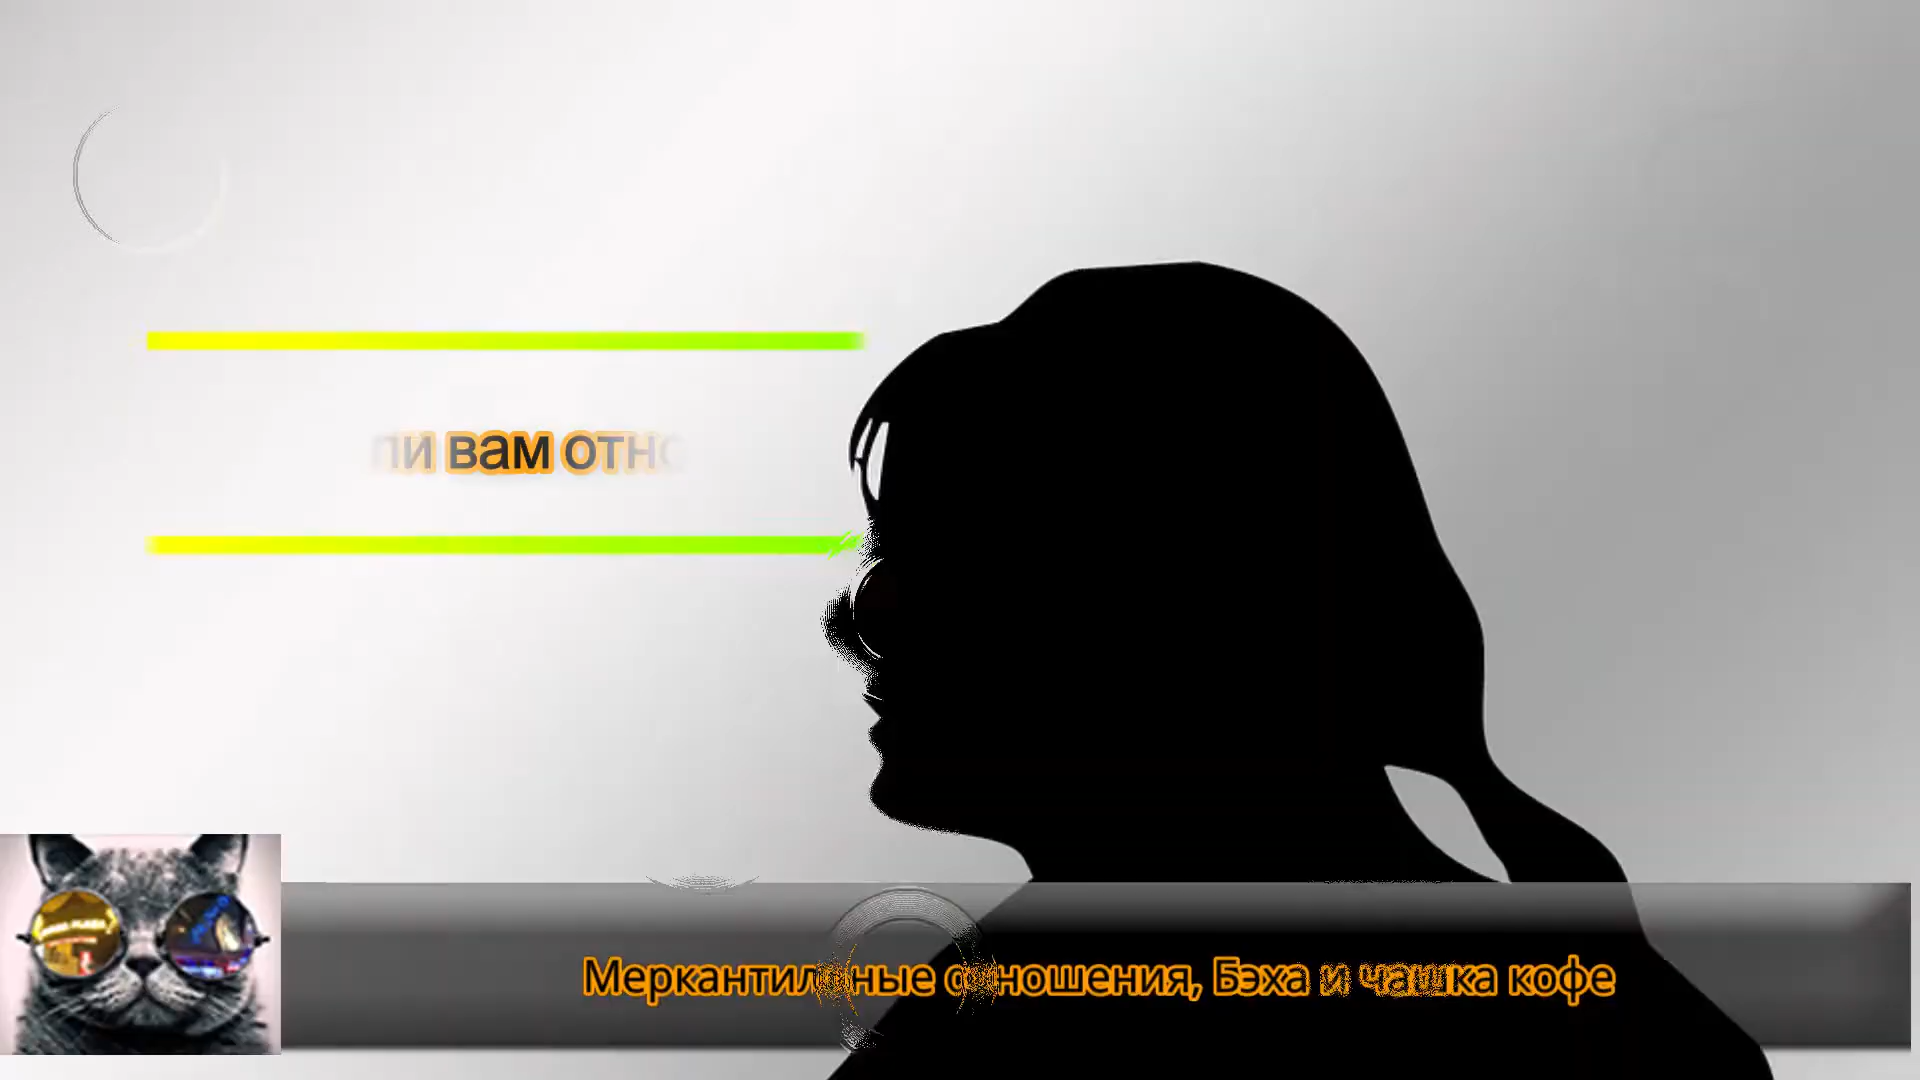 вам
Меркантильные отношения, Бэха и чашка кофе